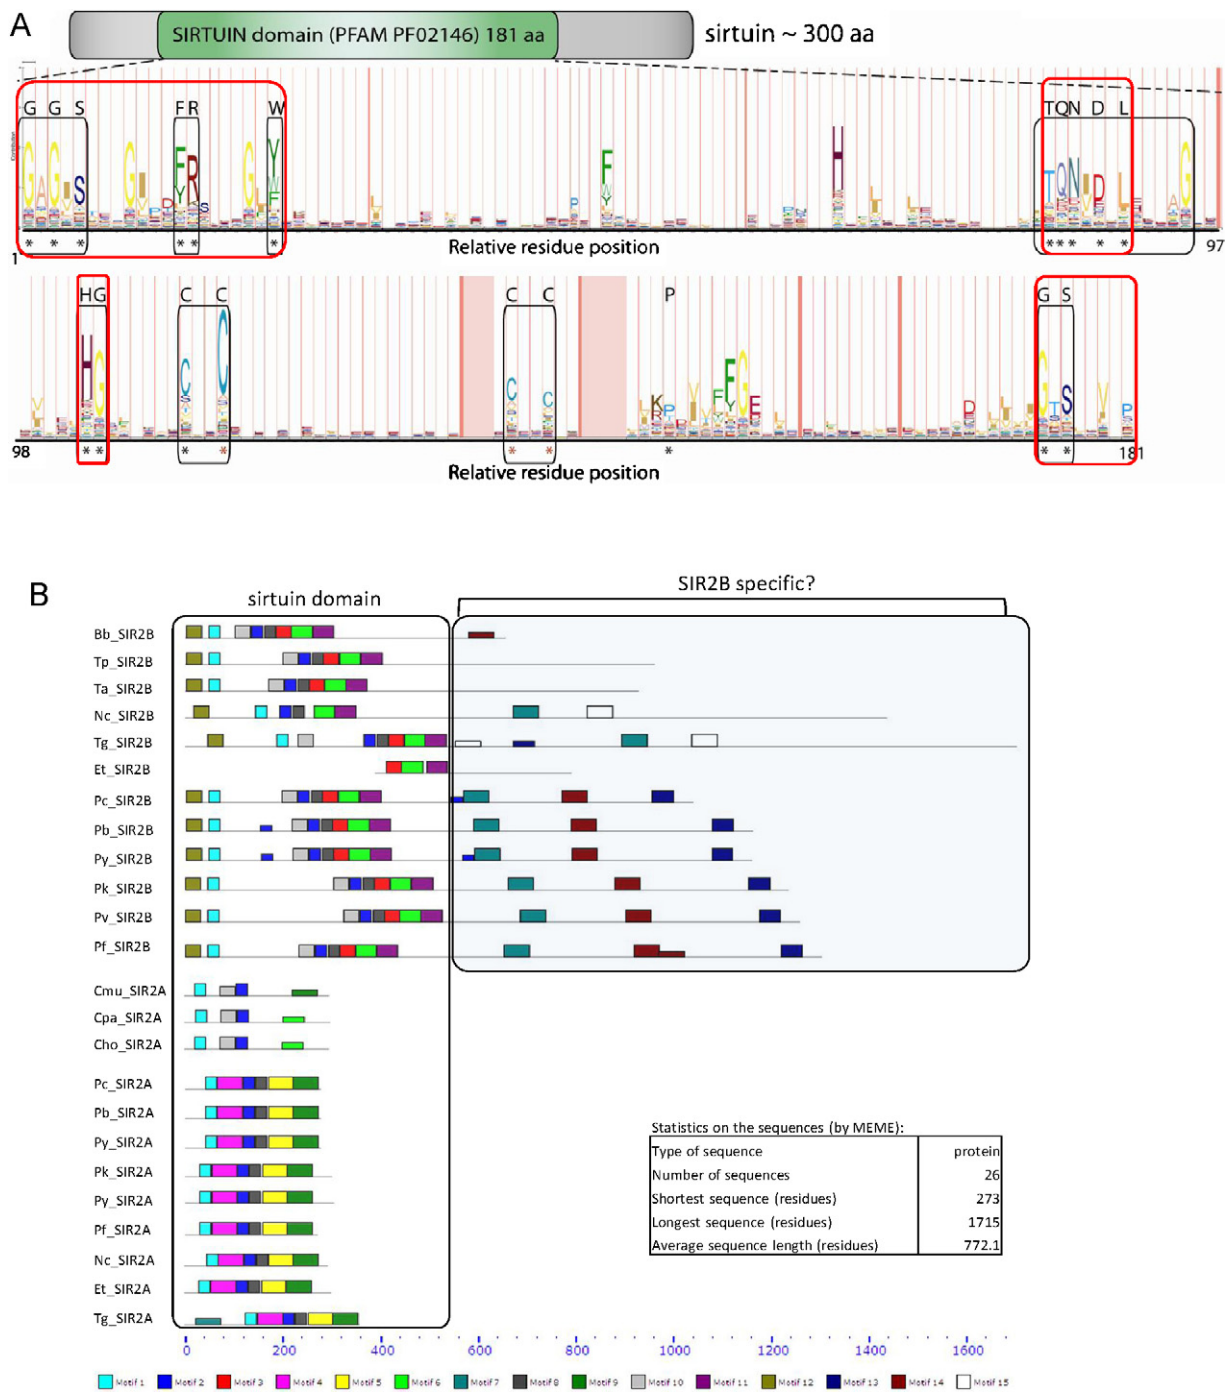 A
SIRTUIN domain (PFAM PF02146) 181 aa
sirtuin ~ 300 aa
G G S F R W T Q N D L
* * * * * * * * * * *
1 Relative residue position 97
H G C C C C P G S
* * * * * * * * *
98 Relative residue position 181
B
sirtuin domain
SIR2B specific?
Bb_SIR2B
Tp_SIR2B
Ta_SIR2B
Nc_SIR2B
Tg_SIR2B
Et_SIR2B
Pc_SIR2B
Pb_SIR2B
Py_SIR2B
Pk_SIR2B
Pv_SIR2B
Pf_SIR2B
Cmu_SIR2A
Cpa_SIR2A
Cho_SIR2A
Pc_SIR2A
Pb_SIR2A
Py_SIR2A
Pk_SIR2A
Py_SIR2A
Pf_SIR2A
Nc_SIR2A
Et_SIR2A
Tg_SIR2A
Statistics on the sequences (by MEME):
Type of sequence protein
Number of sequences 26
Shortest sequence (residues) 273
Longest sequence (residues) 1715
Average sequence length (residues) 772.1
0 200 400 600 800 1000 1200 1400 1600
Motif 1 Motif 2 Motif 3 Motif 4 Motif 5 Motif 6 Motif 7 Motif 8 Motif 9 Motif 10 Motif 11 Motif 12 Motif 13 Motif 14 Motif 15